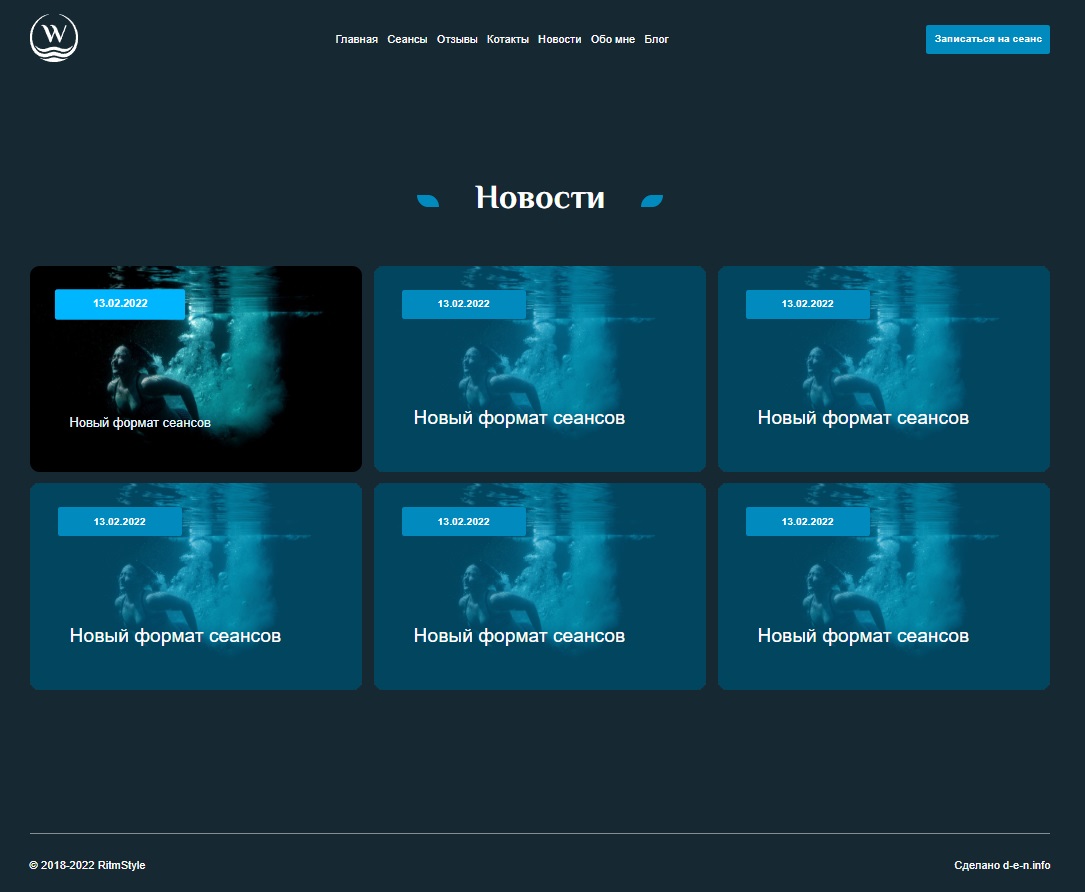 W
Главная Сеансы Отзывы Котакты Новости Обо мне Блог
Записаться на сеанс
Новости
13.02.2022
Новый формат сеансов
13.02.2022
Новый формат сеансов
13.02.2022
Новый формат сеансов
13.02.2022
Новый формат сеансов
13.02.2022
Новый формат сеансов
13.02.2022
Новый формат сеансов
© 2018-2022 RitmStyle
Сделано d-e-n.info